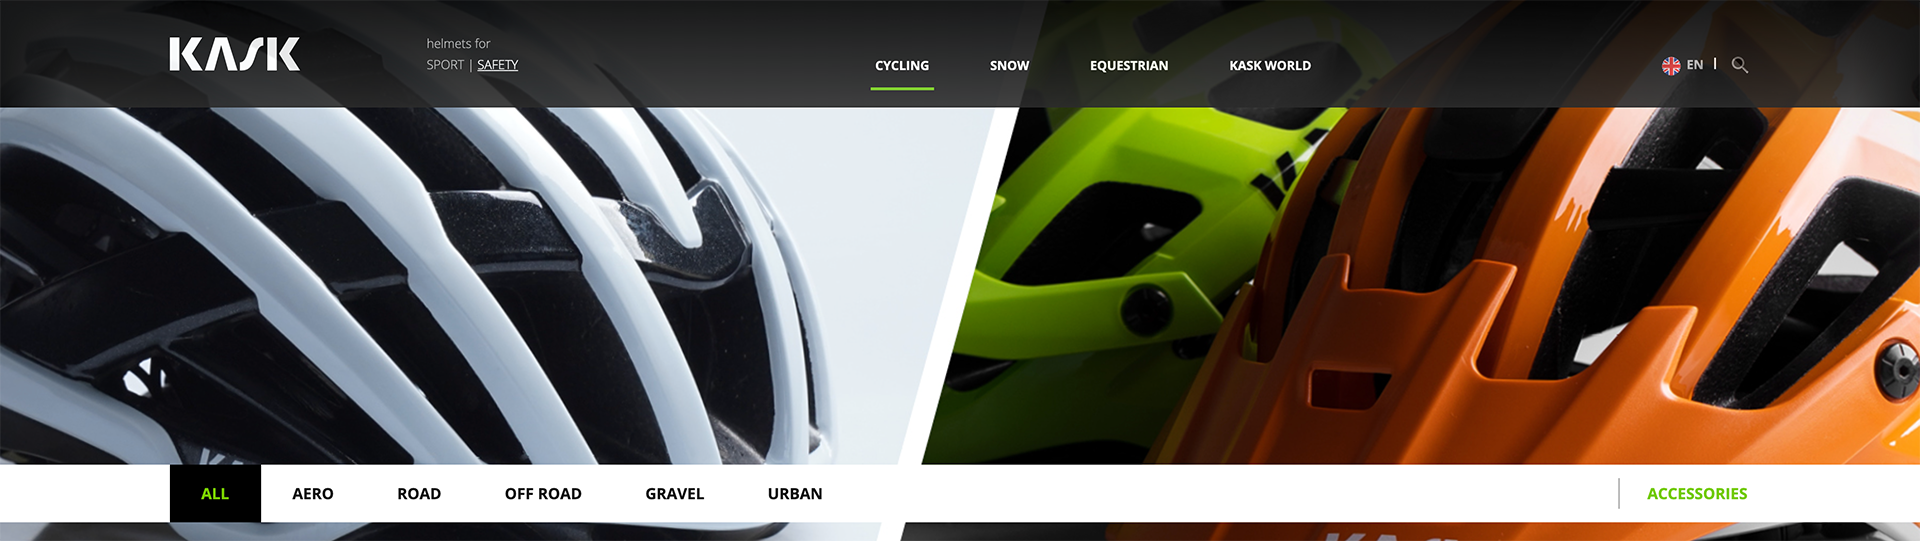 KASK
helmets for
SPORT | SAFETY
CYCLING
SNOW
EQUESTRIAN
KASK WORLD
EN |
ALL
AERO
ROAD
OFF ROAD
GRAVEL
URBAN
ACCESSORIES